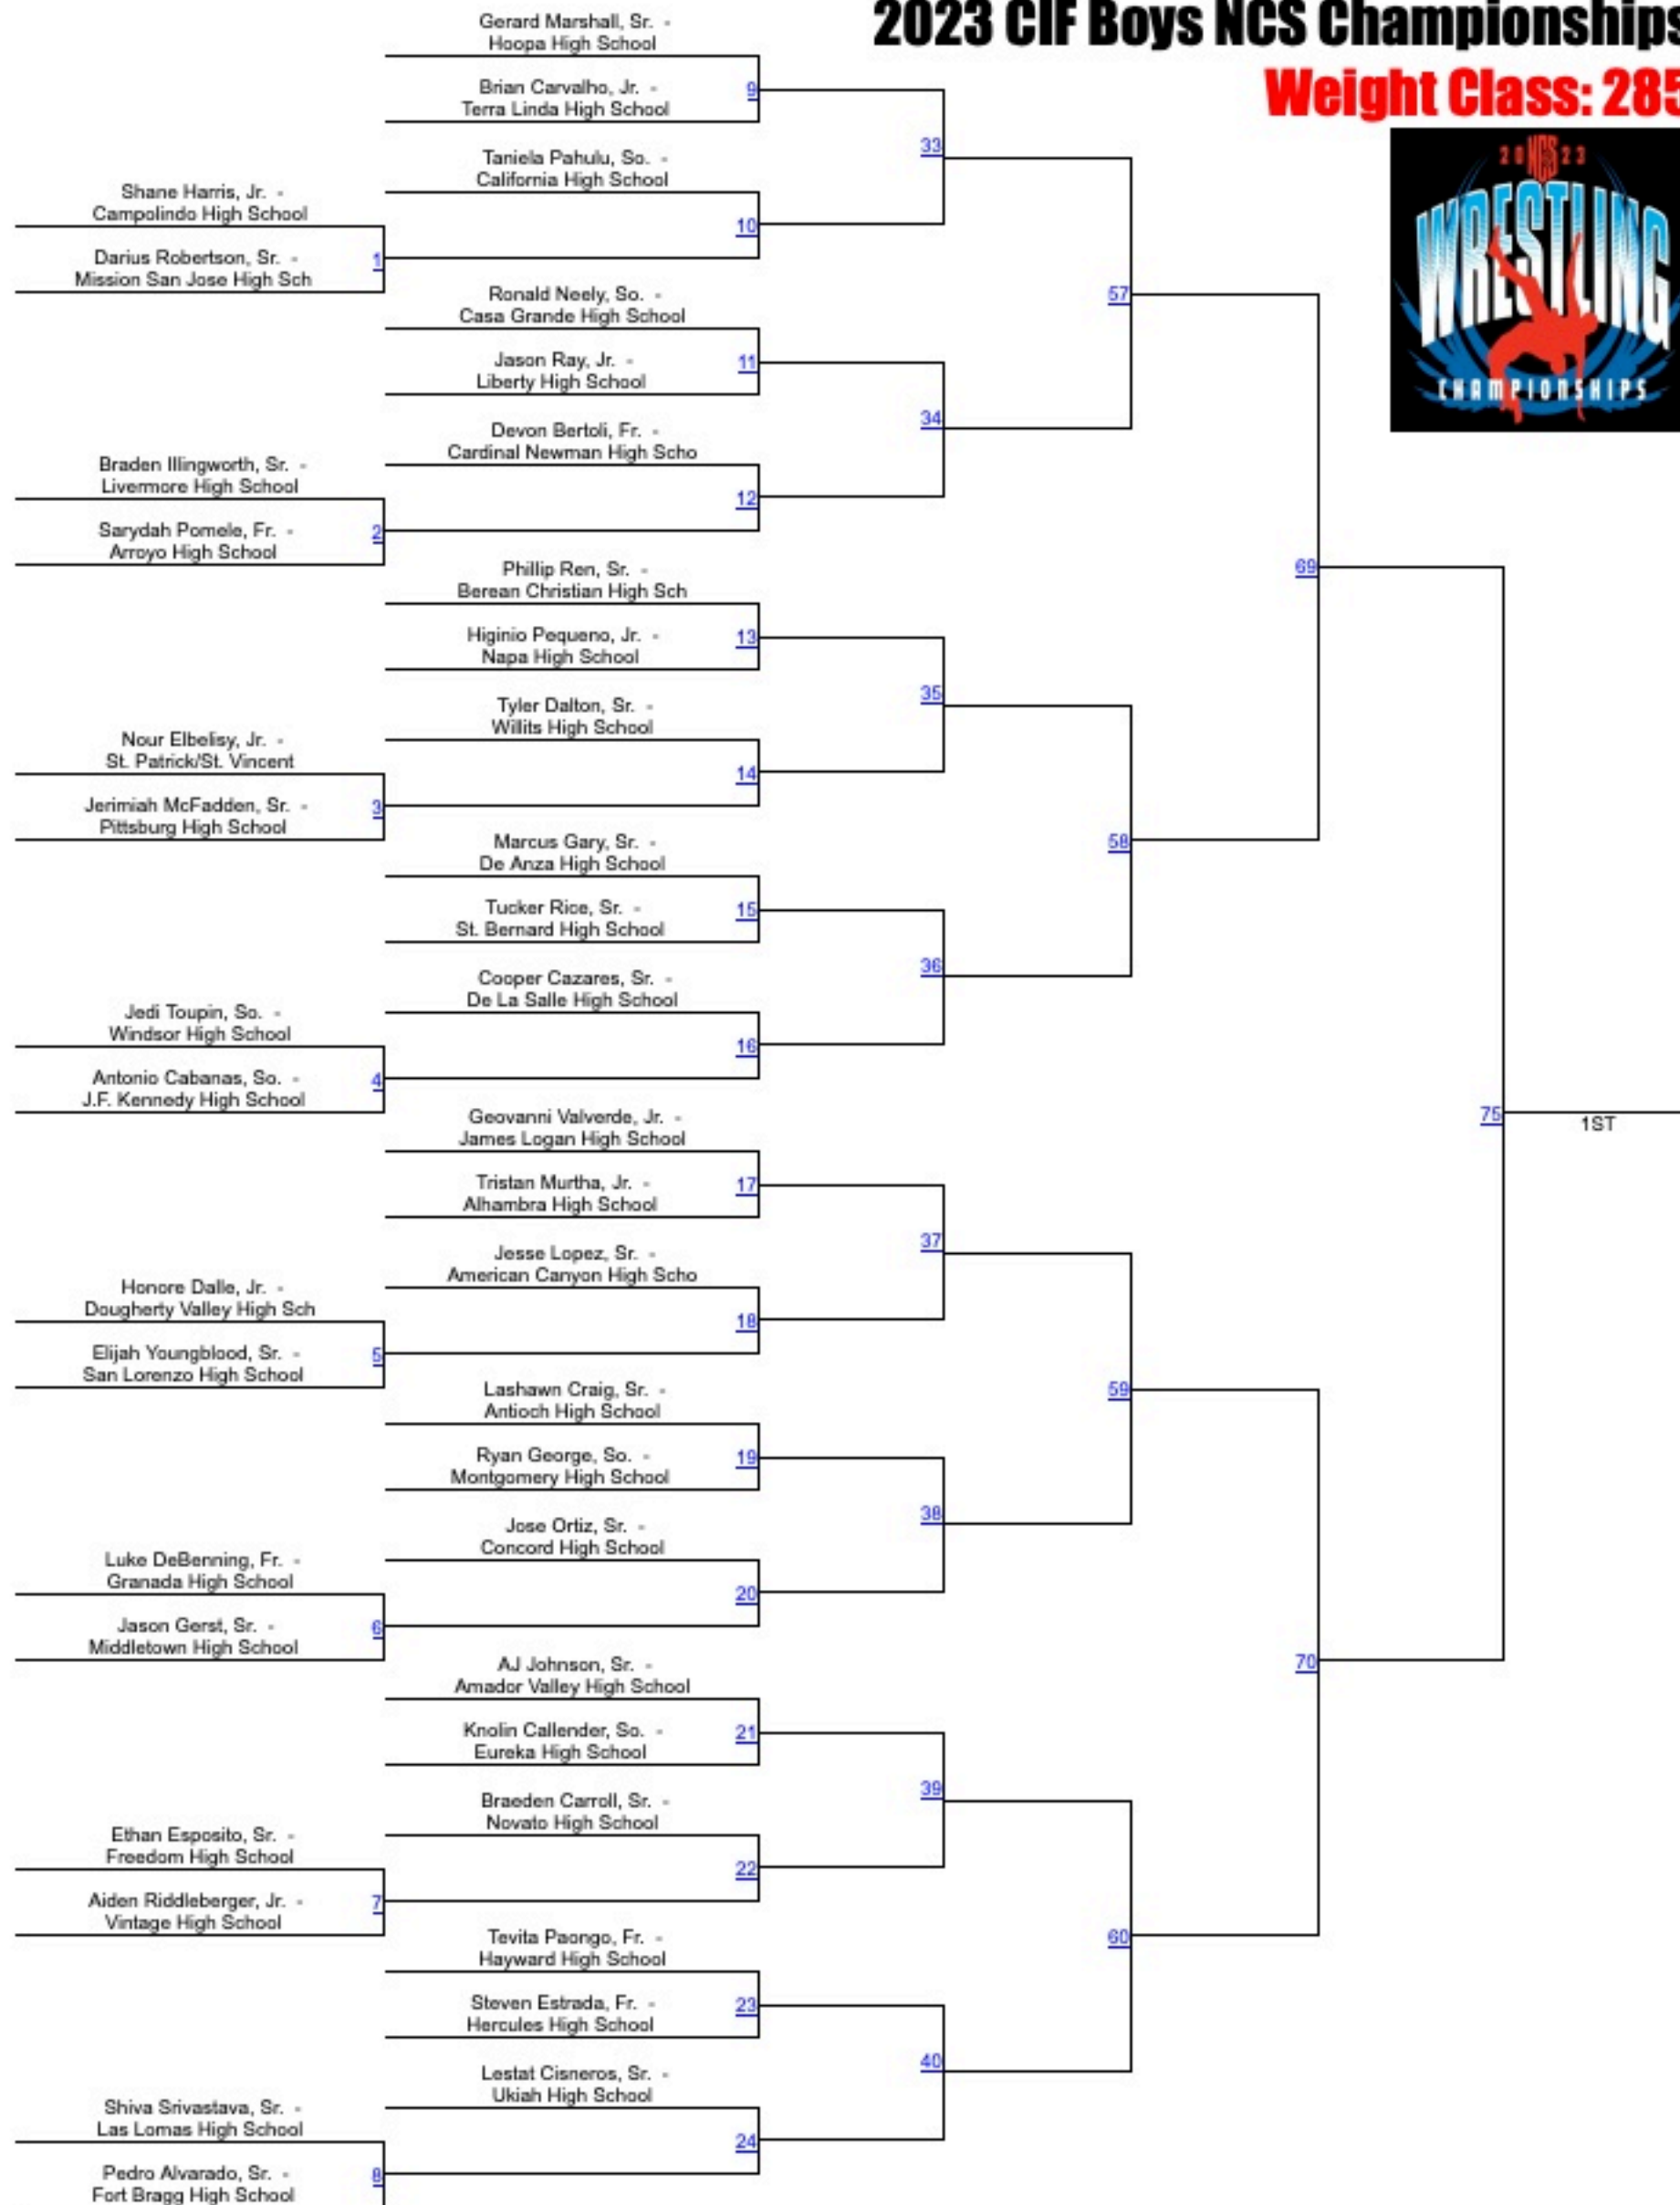 2023 CIF Boys NCS Championships
Weight Class: 285
20 NCS 23
WRESTLING
CHAMPIONSHIPS
Gerard Marshall, Sr. -
Hoopa High School
Brian Carvalho, Jr. -
Terra Linda High School
9
Taniela Pahulu, So. -
California High School
33
Shane Harris, Jr. -
Campolindo High School
10
Darius Robertson, Sr. -
Mission San Jose High Sch
1
Ronald Neely, So. -
Casa Grande High School
57
Jason Ray, Jr. -
Liberty High School
11
Devon Bertoli, Fr. -
Cardinal Newman High Scho
34
Braden Illingworth, Sr. -
Livermore High School
12
Sarydah Pomele, Fr. -
Arroyo High School
2
Phillip Ren, Sr. -
Berean Christian High Sch
69
Higinio Pequeno, Jr. -
Napa High School
13
Tyler Dalton, Sr. -
Willits High School
35
Nour Elbelisy, Jr. -
St. Patrick/St. Vincent
14
Jerimiah McFadden, Sr. -
Pittsburg High School
3
Marcus Gary, Sr. -
De Anza High School
58
Tucker Rice, Sr. -
St. Bernard High School
15
Cooper Cazares, Sr. -
De La Salle High School
36
Jedi Toupin, So. -
Windsor High School
16
Antonio Cabanas, So. -
J.F. Kennedy High School
4
Geovanni Valverde, Jr. -
James Logan High School
75
1ST
Tristan Murtha, Jr. -
Alhambra High School
17
Jesse Lopez, Sr. -
American Canyon High Scho
37
Honore Dalle, Jr. -
Dougherty Valley High Sch
18
Elijah Youngblood, Sr. -
San Lorenzo High School
5
Lashawn Craig, Sr. -
Antioch High School
59
Ryan George, So. -
Montgomery High School
19
Jose Ortiz, Sr. -
Concord High School
38
Luke DeBenning, Fr. -
Granada High School
20
Jason Gerst, Sr. -
Middletown High School
6
AJ Johnson, Sr. -
Amador Valley High School
70
Knolin Callender, So. -
Eureka High School
21
Braeden Carroll, Sr. -
Novato High School
39
Ethan Esposito, Sr. -
Freedom High School
22
Aiden Riddleberger, Jr. -
Vintage High School
7
Tevita Paongo, Fr. -
Hayward High School
60
Steven Estrada, Fr. -
Hercules High School
23
Lestat Cisneros, Sr. -
Ukiah High School
40
Shiva Srivastava, Sr. -
Las Lomas High School
24
Pedro Alvarado, Sr. -
Fort Bragg High School
8